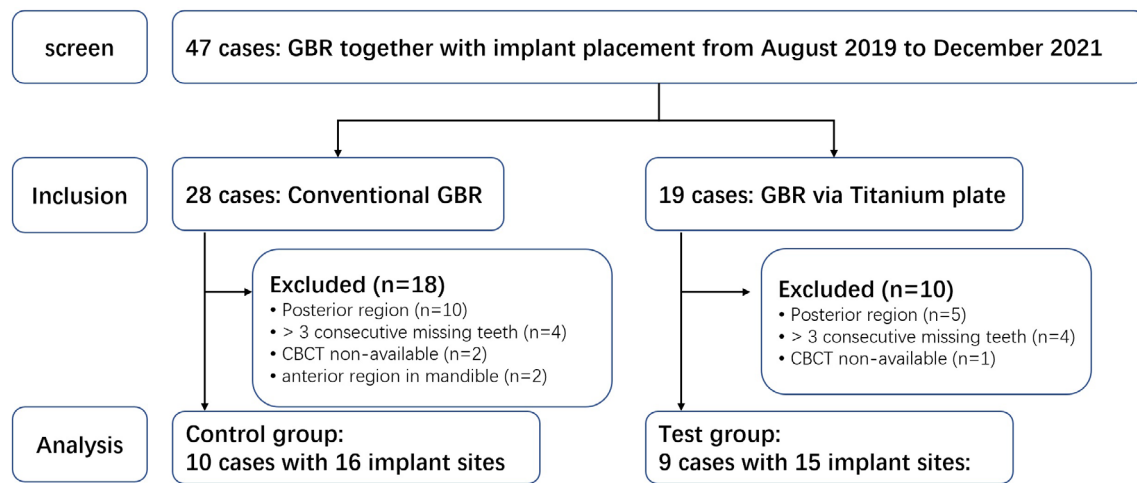 screen
47 cases: GBR together with implant placement from August 2019 to December 2021
Inclusion
28 cases: Conventional GBR
19 cases: GBR via Titanium plate
Excluded (n=18)
• Posterior region (n=10)
• > 3 consecutive missing teeth (n=4)
• CBCT non-available (n=2)
• anterior region in mandible (n=2)
Excluded (n=10)
• Posterior region (n=5)
• > 3 consecutive missing teeth (n=4)
• CBCT non-available (n=1)
Analysis
Control group:
10 cases with 16 implant sites
Test group:
9 cases with 15 implant sites: